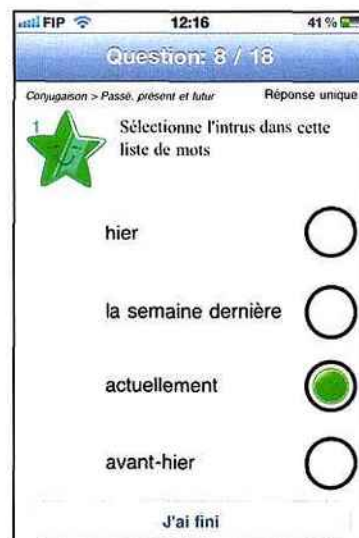 FIP 12:16 41 %
Question: 8 / 18
Conjugaison > Passé, présent et futur Réponse unique
1 Sélectionne l'intrus dans cette
liste de mots
hier
la semaine dernière
actuellement
avant-hier
J'ai fini